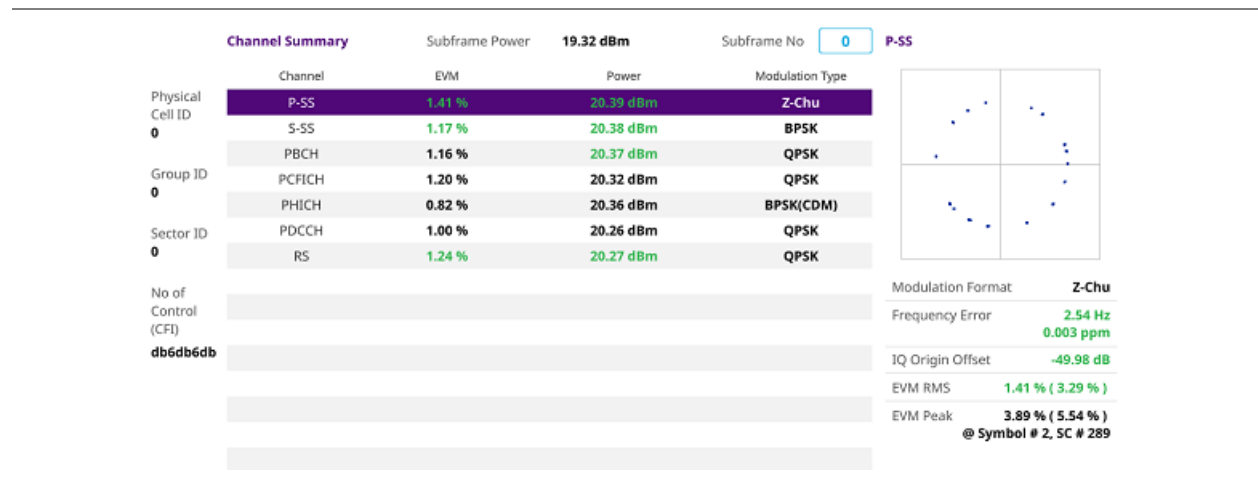 Channel Summary Subframe Power 19.32 dBm Subframe No 0 P-SS
Channel EVM Power Modulation Type
P-SS 1.41 % 20.39 dBm Z-Chu
S-SS 1.17 % 20.38 dBm BPSK
PBCH 1.16 % 20.37 dBm QPSK
PCFICH 1.20 % 20.32 dBm QPSK
PHICH 0.82 % 20.36 dBm BPSK(CDM)
PDCCH 1.00 % 20.26 dBm QPSK
RS 1.24 % 20.27 dBm QPSK
Physical
Cell ID
0
Group ID
0
Sector ID
0
No of
Control
(CFI)
db6db6db
Modulation Format Z-Chu
Frequency Error 2.54 Hz
0.003 ppm
IQ Origin Offset -49.98 dB
EVM RMS 1.41 % ( 3.29 % )
EVM Peak 3.89 % ( 5.54 % )
@ Symbol # 2, SC # 289